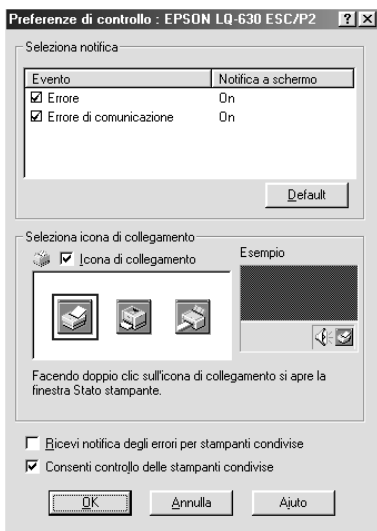 Preferenze di controllo : EPSON LQ-630 ESC/P2
Seleziona notifica
Evento Notifica a schermo
Errore On
Errore di comunicazione On
Default
Seleziona icona di collegamento
Icona di collegamento
Esempio
Facendo doppio clic sull'icona di collegamento si apre la
finestra Stato stampante.
Ricevi notifica degli errori per stampanti condivise
Consenti controllo delle stampanti condivise
OK Annulla Aiuto